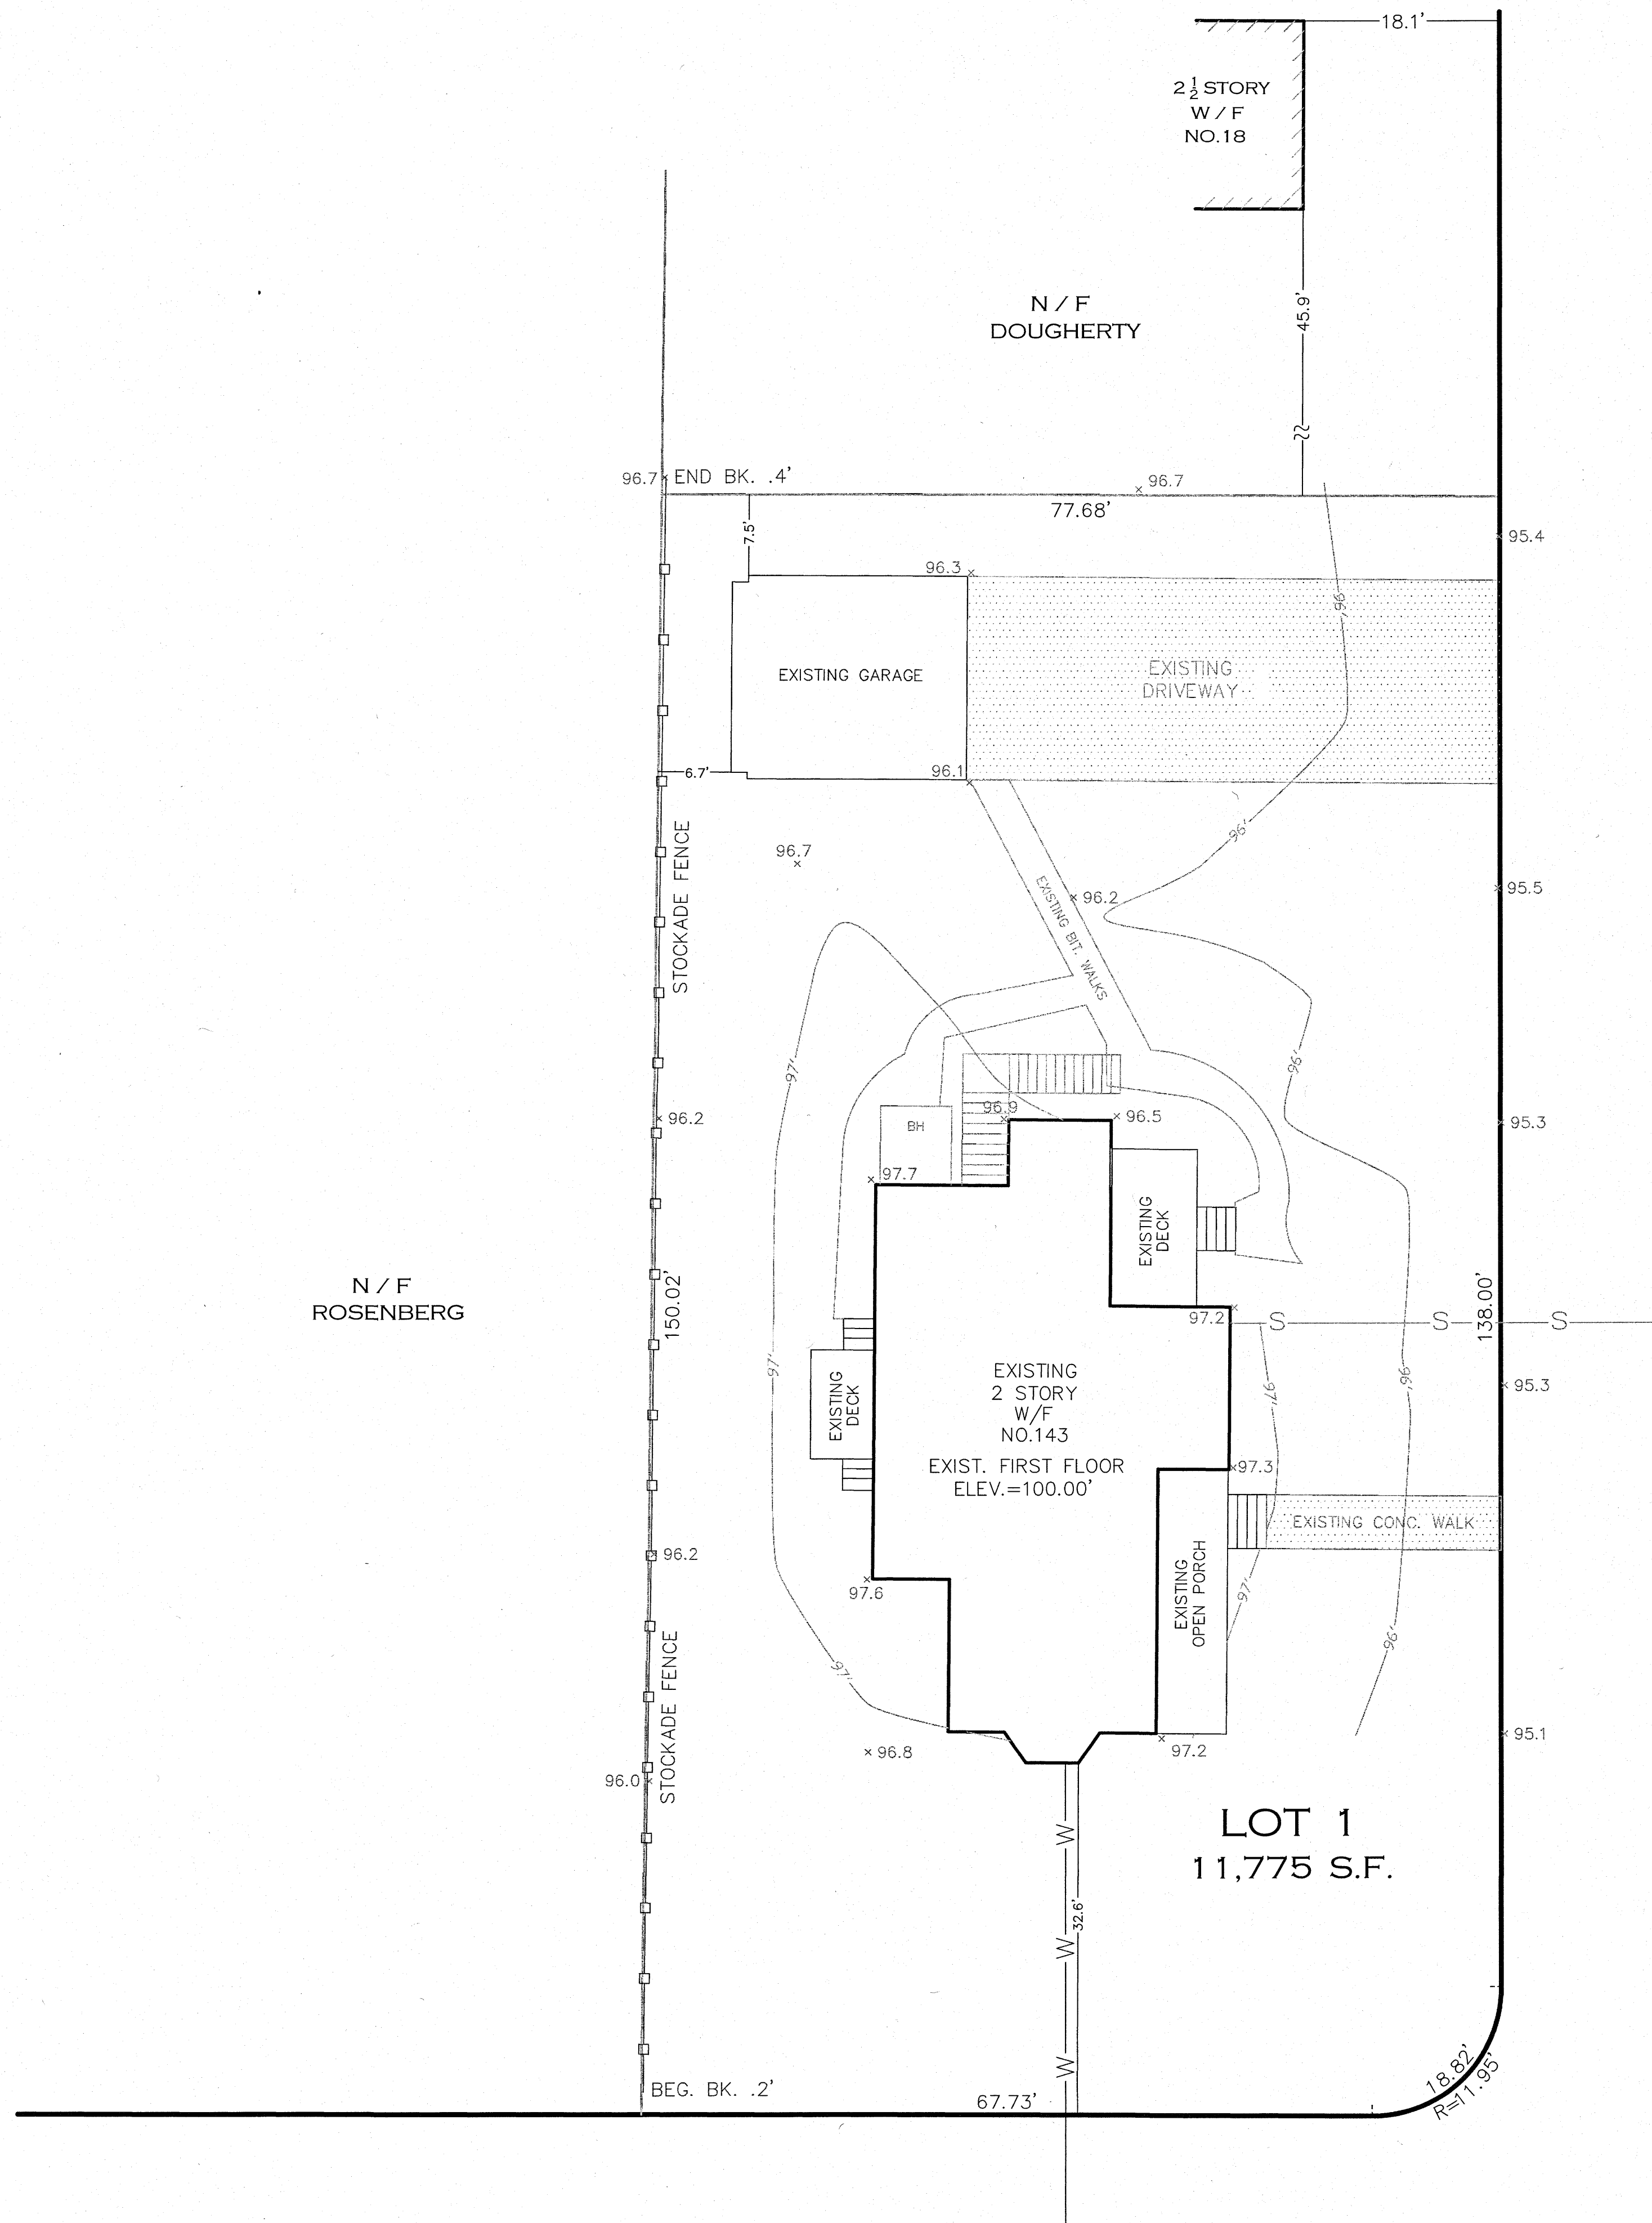 18.1'
2 1/2 STORY
W / F
NO.18
45.9'
N / F
DOUGHERTY
96.7
END BK. .4'
96.7
77.68'
95.4
7.5'
96.3
96'
EXISTING GARAGE
EXISTING
DRIVEWAY
6.7'
96.1
96'
STOCKADE FENCE
96.7
EXISTING BIT. WALKS
96.2
95.5
97'
96'
96.2
BH
96.9
96.5
95.3
97.7
EXISTING
DECK
N / F
ROSENBERG
150.02'
138.00'
97.2
S
S
S
97'
EXISTING
DECK
EXISTING
2 STORY
W/F
NO.143
EXIST. FIRST FLOOR
ELEV.=100.00'
97'
96'
95.3
97.3
EXISTING CONC. WALK
96.2
97.6
EXISTING
OPEN PORCH
97'
96'
STOCKADE FENCE
97'
96.8
97.2
95.1
96.0
LOT 1
11,775 S.F.
W
32.6'
W
W
BEG. BK. .2'
67.73'
18.82'
R=11.95'